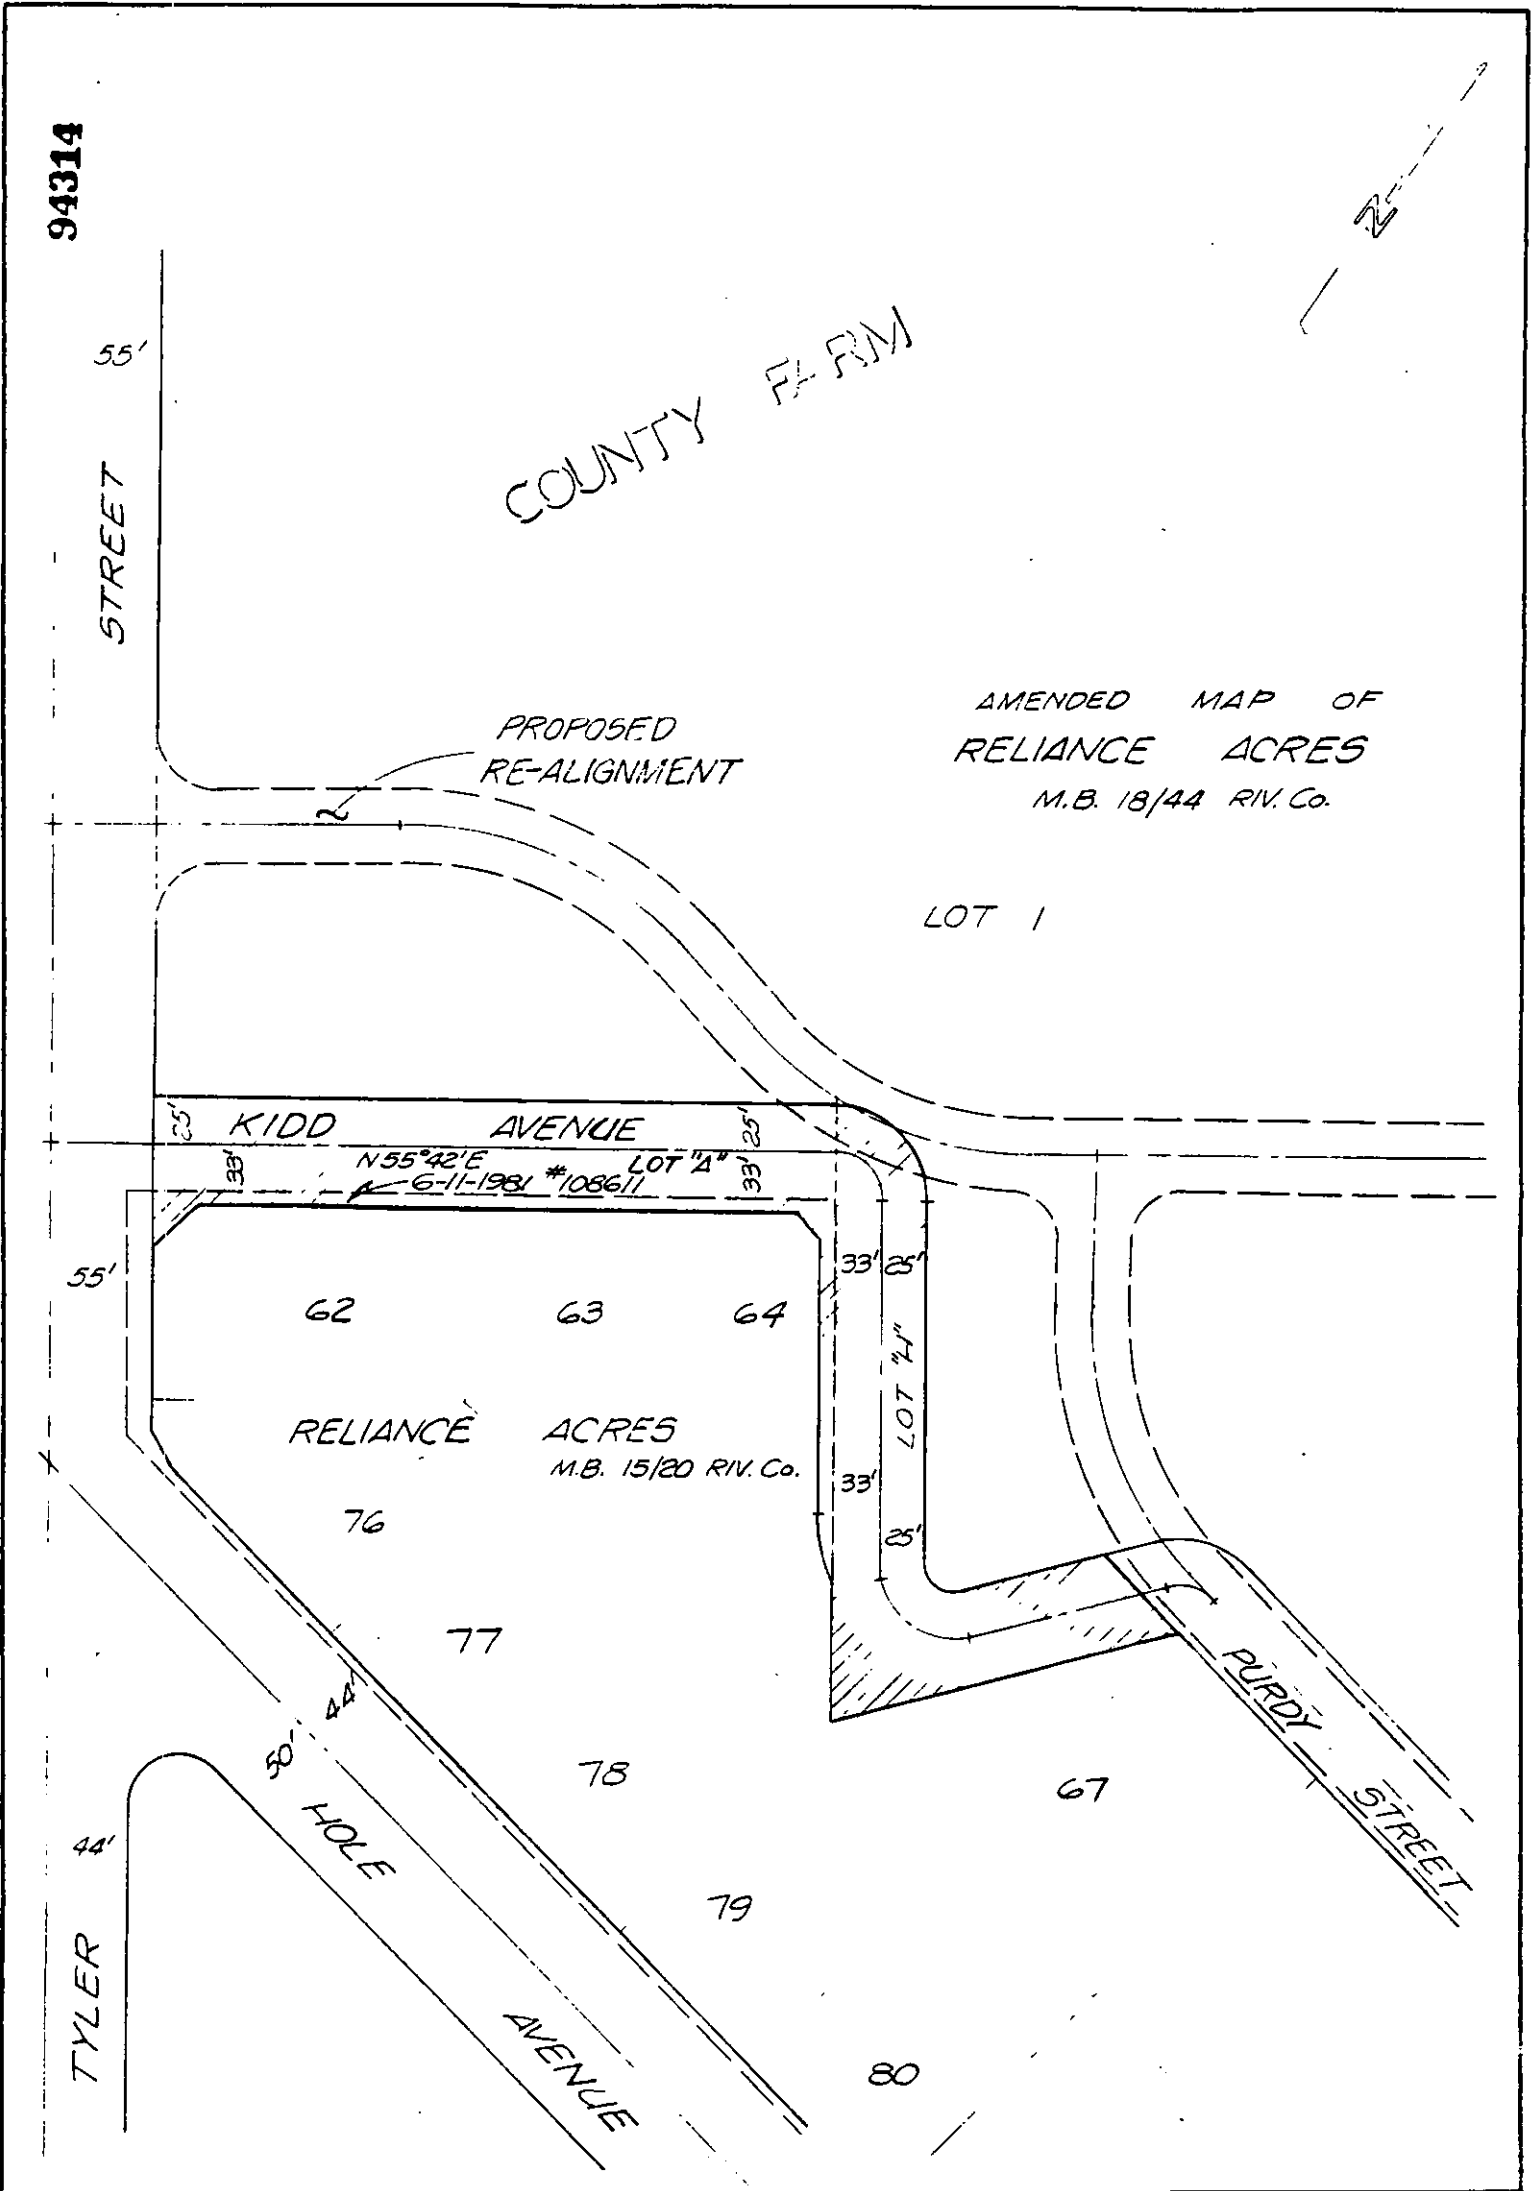 94314
N
55'
STREET
COUNTY FARM
PROPOSED
RE-ALIGNMENT
AMENDED MAP OF
RELIANCE ACRES
M.B. 18/44 RIV. Co.
LOT 1
25' KIDD AVENUE 25'
33' N 55°42' E LOT "A" 33'
6-11-1981 #108611
55'
33' 25'
62 63 64
LOT "H"
RELIANCE ACRES
M.B. 15/20 RIV. Co.
33'
25'
76
77
44'
50'
78
67
PURDY STREET
HOLE AVENUE
44'
79
TYLER
80